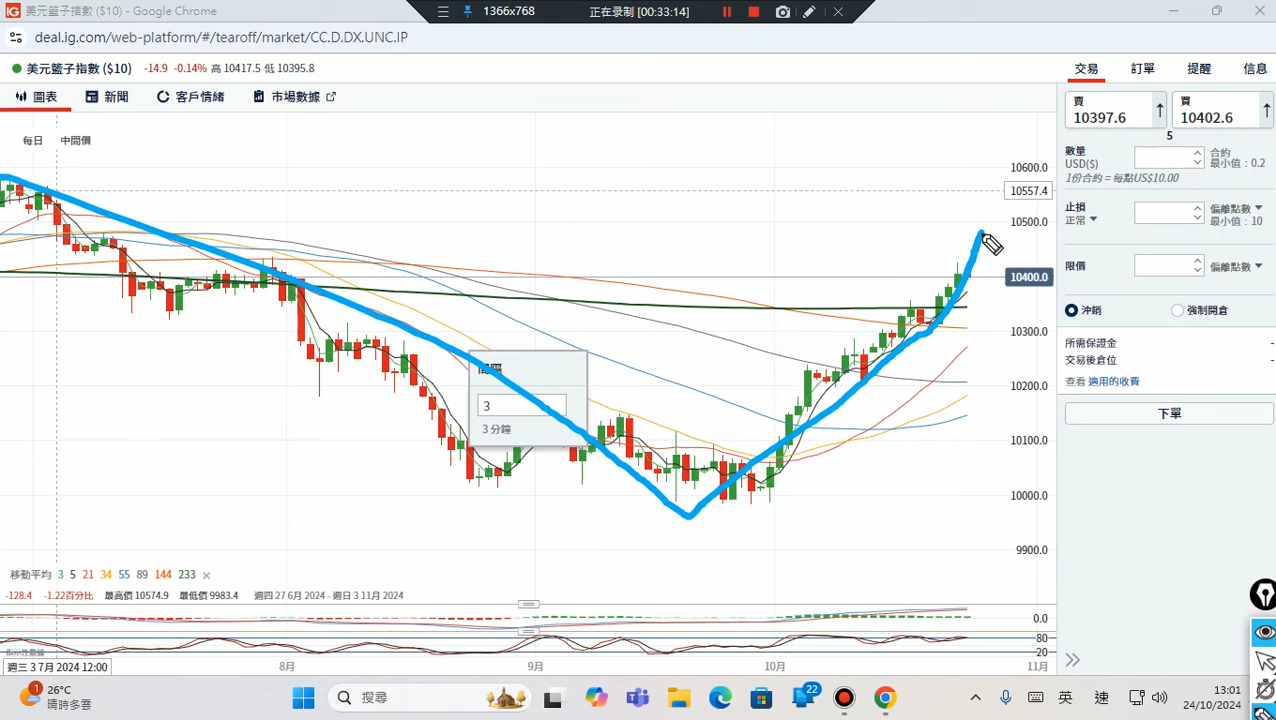 美元籃子指數 ($10) - Google Chrome
1366x768
正在录制 [00:33:14]
deal.ig.com/web-platform/#/tearoff/market/CC.D.DX.UNC.IP
美元籃子指數 ($10) -14.9 -0.14% 高 10417.5 低 10395.8
交易 訂單 提醒 信息
圖表 新聞 客戶情緒 市場數據
每日 中間價
10600.0
10557.4
10500.0
10400.0
10300.0
10200.0
10100.0
10000.0
9900.0
3
3 分鐘
移動平均 3 5 21 34 55 89 144 233
-128.4 -1.22百分比 最高價 10574.9 最低價 9983.4 週四 27 6月 2024 - 週日 3 11月 2024
0.0
80
20
週三 3 7月 2024 12:00
8月 9月 10月 11月
賣
10397.6
買
10402.6
5
數量
USD($)
合約
最小值 : 0.2
1份合約 = 每點US$10.00
止損
正常
偏離點數
最小值 : 10
限價
偏離點數
沖銷 強制開倉
所需保證金 -
交易後倉位 -
查看 適用的收費
下單
1
26°C
晴時多雲
搜尋
22
英 速
13:01
24/10/2024